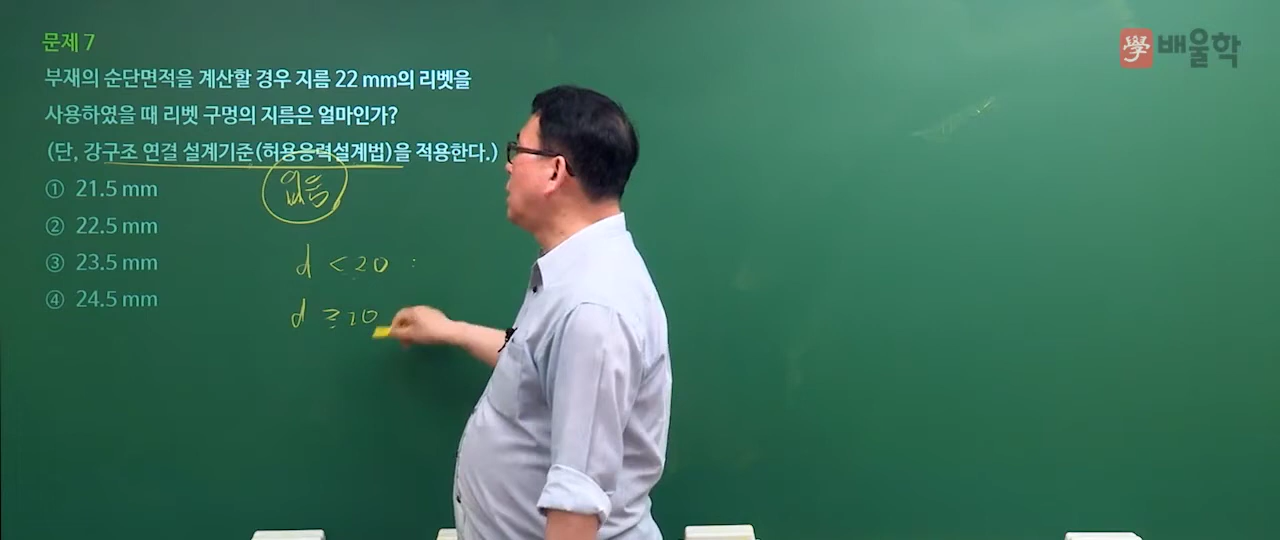 學 배울학
문제 7
부재의 순단면적을 계산할 경우 지름 22 mm의 리벳을
사용하였을 때 리벳 구멍의 지름은 얼마인가?
(단, 강구조 연결 설계기준(허용응력설계법)을 적용한다.)
없음
① 21.5 mm
② 22.5 mm
③ 23.5 mm
④ 24.5 mm
d < 20 :
d ≥ 20